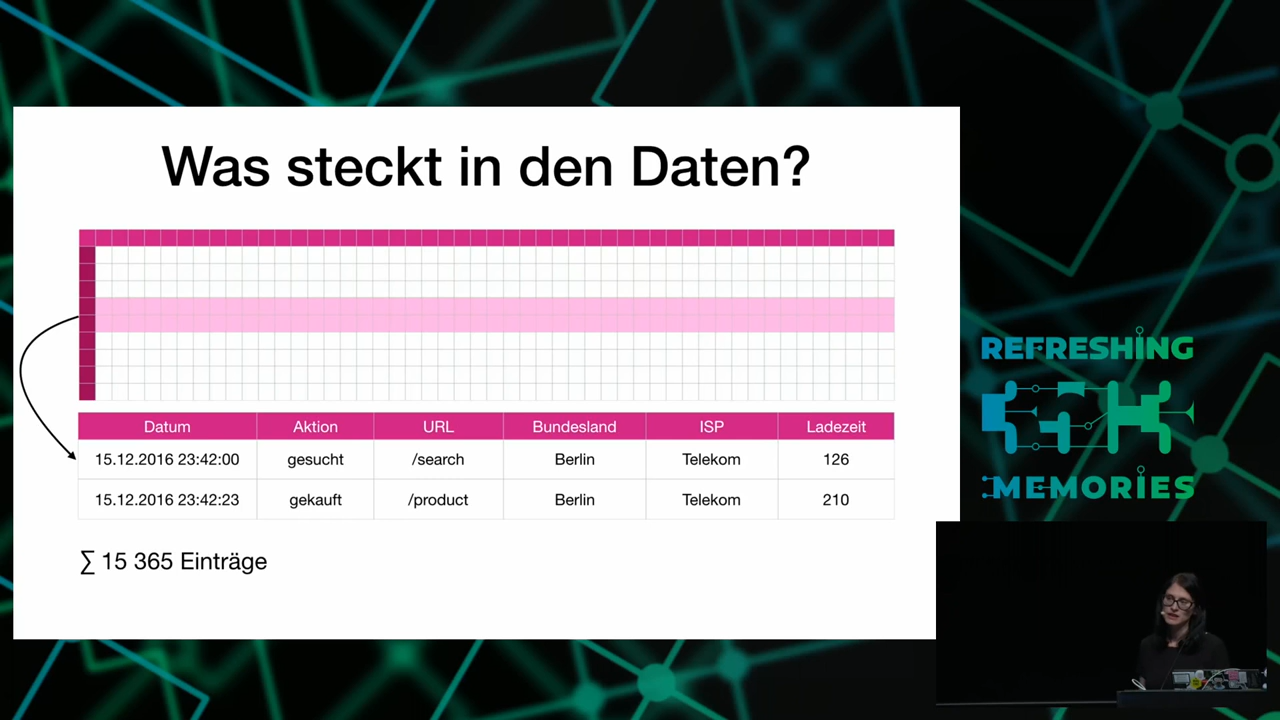 Was steckt in den Daten?
Datum Aktion URL Bundesland ISP Ladezeit
15.12.2016 23:42:00 gesucht /search Berlin Telekom 126
15.12.2016 23:42:23 gekauft /product Berlin Telekom 210
∑ 15 365 Einträge
REFRESHING
MEMORIES